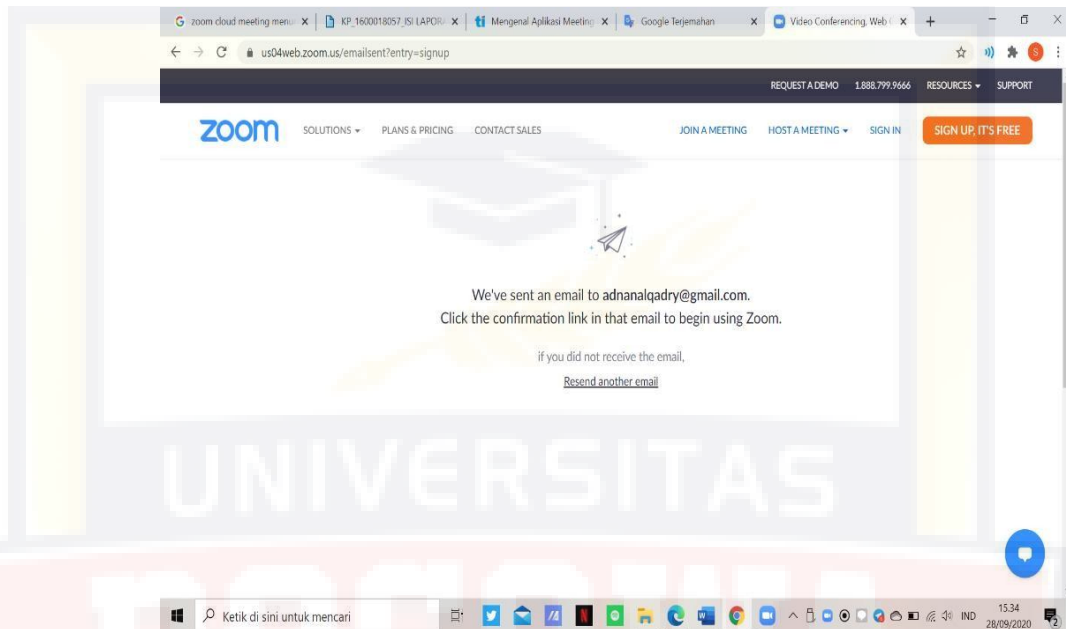 zoom cloud meeting menu
KP_1600018057_ISI LAPOR
Mengenal Aplikasi Meeting
Google Terjemahan
Video Conferencing, Web C
us04web.zoom.us/emailsent?entry=signup
S
REQUEST A DEMO 1.888.799.9666 RESOURCES SUPPORT
zoom SOLUTIONS PLANS & PRICING CONTACT SALES JOIN A MEETING HOST A MEETING SIGN IN SIGN UP, IT'S FREE
We've sent an email to adnanalqadry@gmail.com.
Click the confirmation link in that email to begin using Zoom.
if you did not receive the email,
Resend another email
UNIVERSITAS
Ketik di sini untuk mencari
IND
15.34
28/09/2020
2